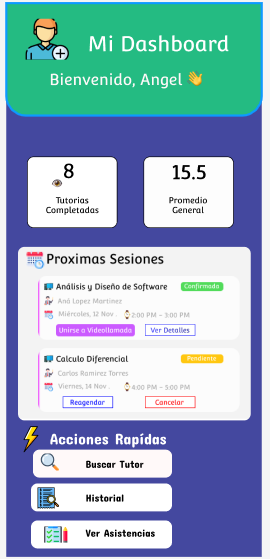 Mi Dashboard
Bienvenido, Angel 👋
8
Tutorias
Completadas
15.5
Promedio
General
Proximas Sesiones
Análisis y Diseño de Software
Confirmada
Aná Lopez Martinez
Miércoles, 12 Nov .
2:00 PM - 3:00 PM
Unirse a Videollamada
Ver Detalles
Calculo Diferencial
Pendiente
Carlos Ramirez Torres
Viernes, 14 Nov .
4:00 PM - 3:00 PM
Reagendar
Cancelar
Acciones Rapídas
Buscar Tutor
Historial
Ver Asistencias